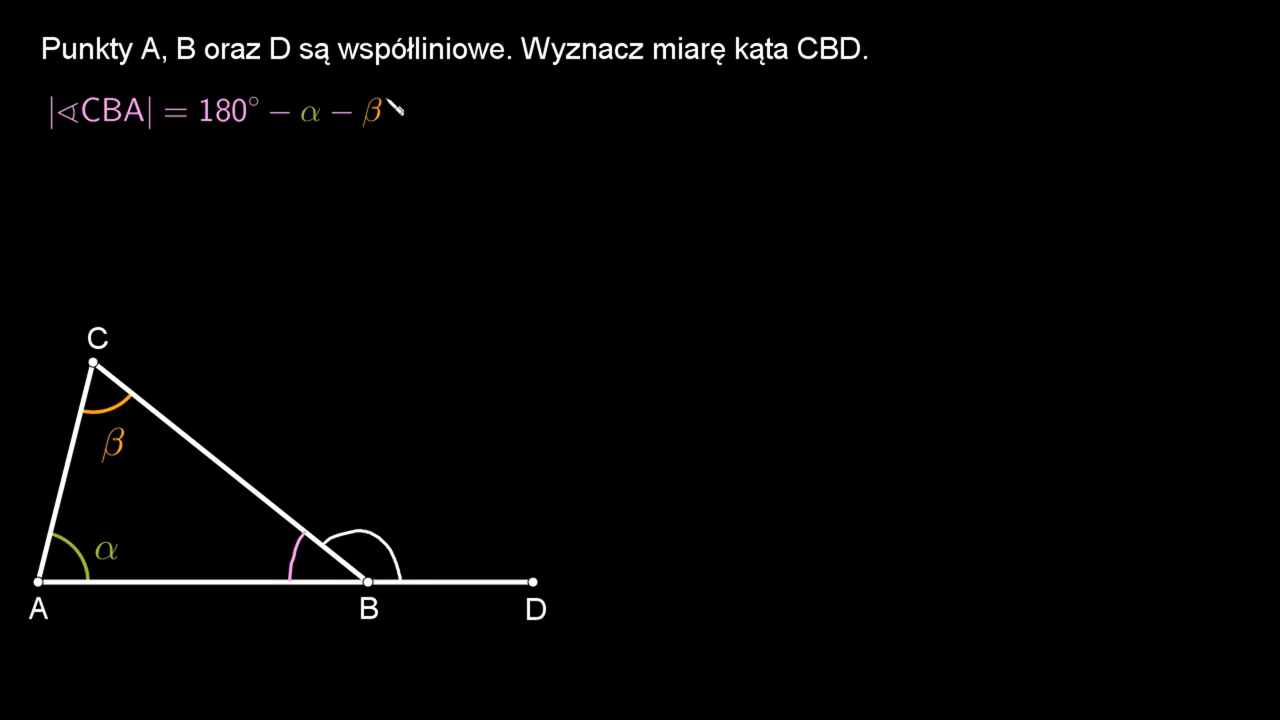 Punkty A, B oraz D są współliniowe. Wyznacz miarę kąta CBD.
|∢CBA| = 180° − α − β
C
β
α
A B D